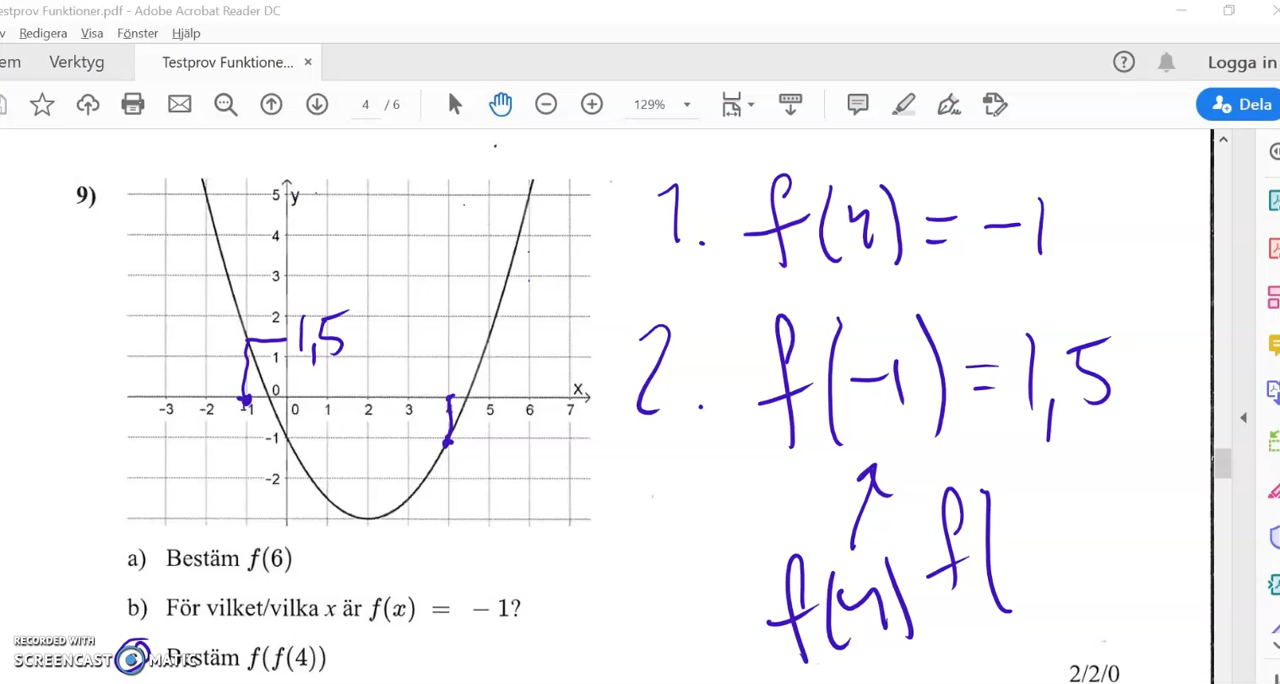 estprov Funktioner.pdf - Adobe Acrobat Reader DC
v Redigera Visa Fönster Hjälp
em Verktyg Testprov Funktione... × ? Logga in
4 / 6 129% Dela
9)
5 y
4
3
2
1
0 x
-3 -2 -1 0 1 2 3 5 6 7
-1
-2
1,5
1. f(4) = -1
2. f(-1) = 1,5
f(4) f(
a) Bestäm f(6)
b) För vilket/vilka x är f(x) = - 1?
RECORDED WITH
SCREENCAST MATIC
Bestäm f(f(4))
2/2/0